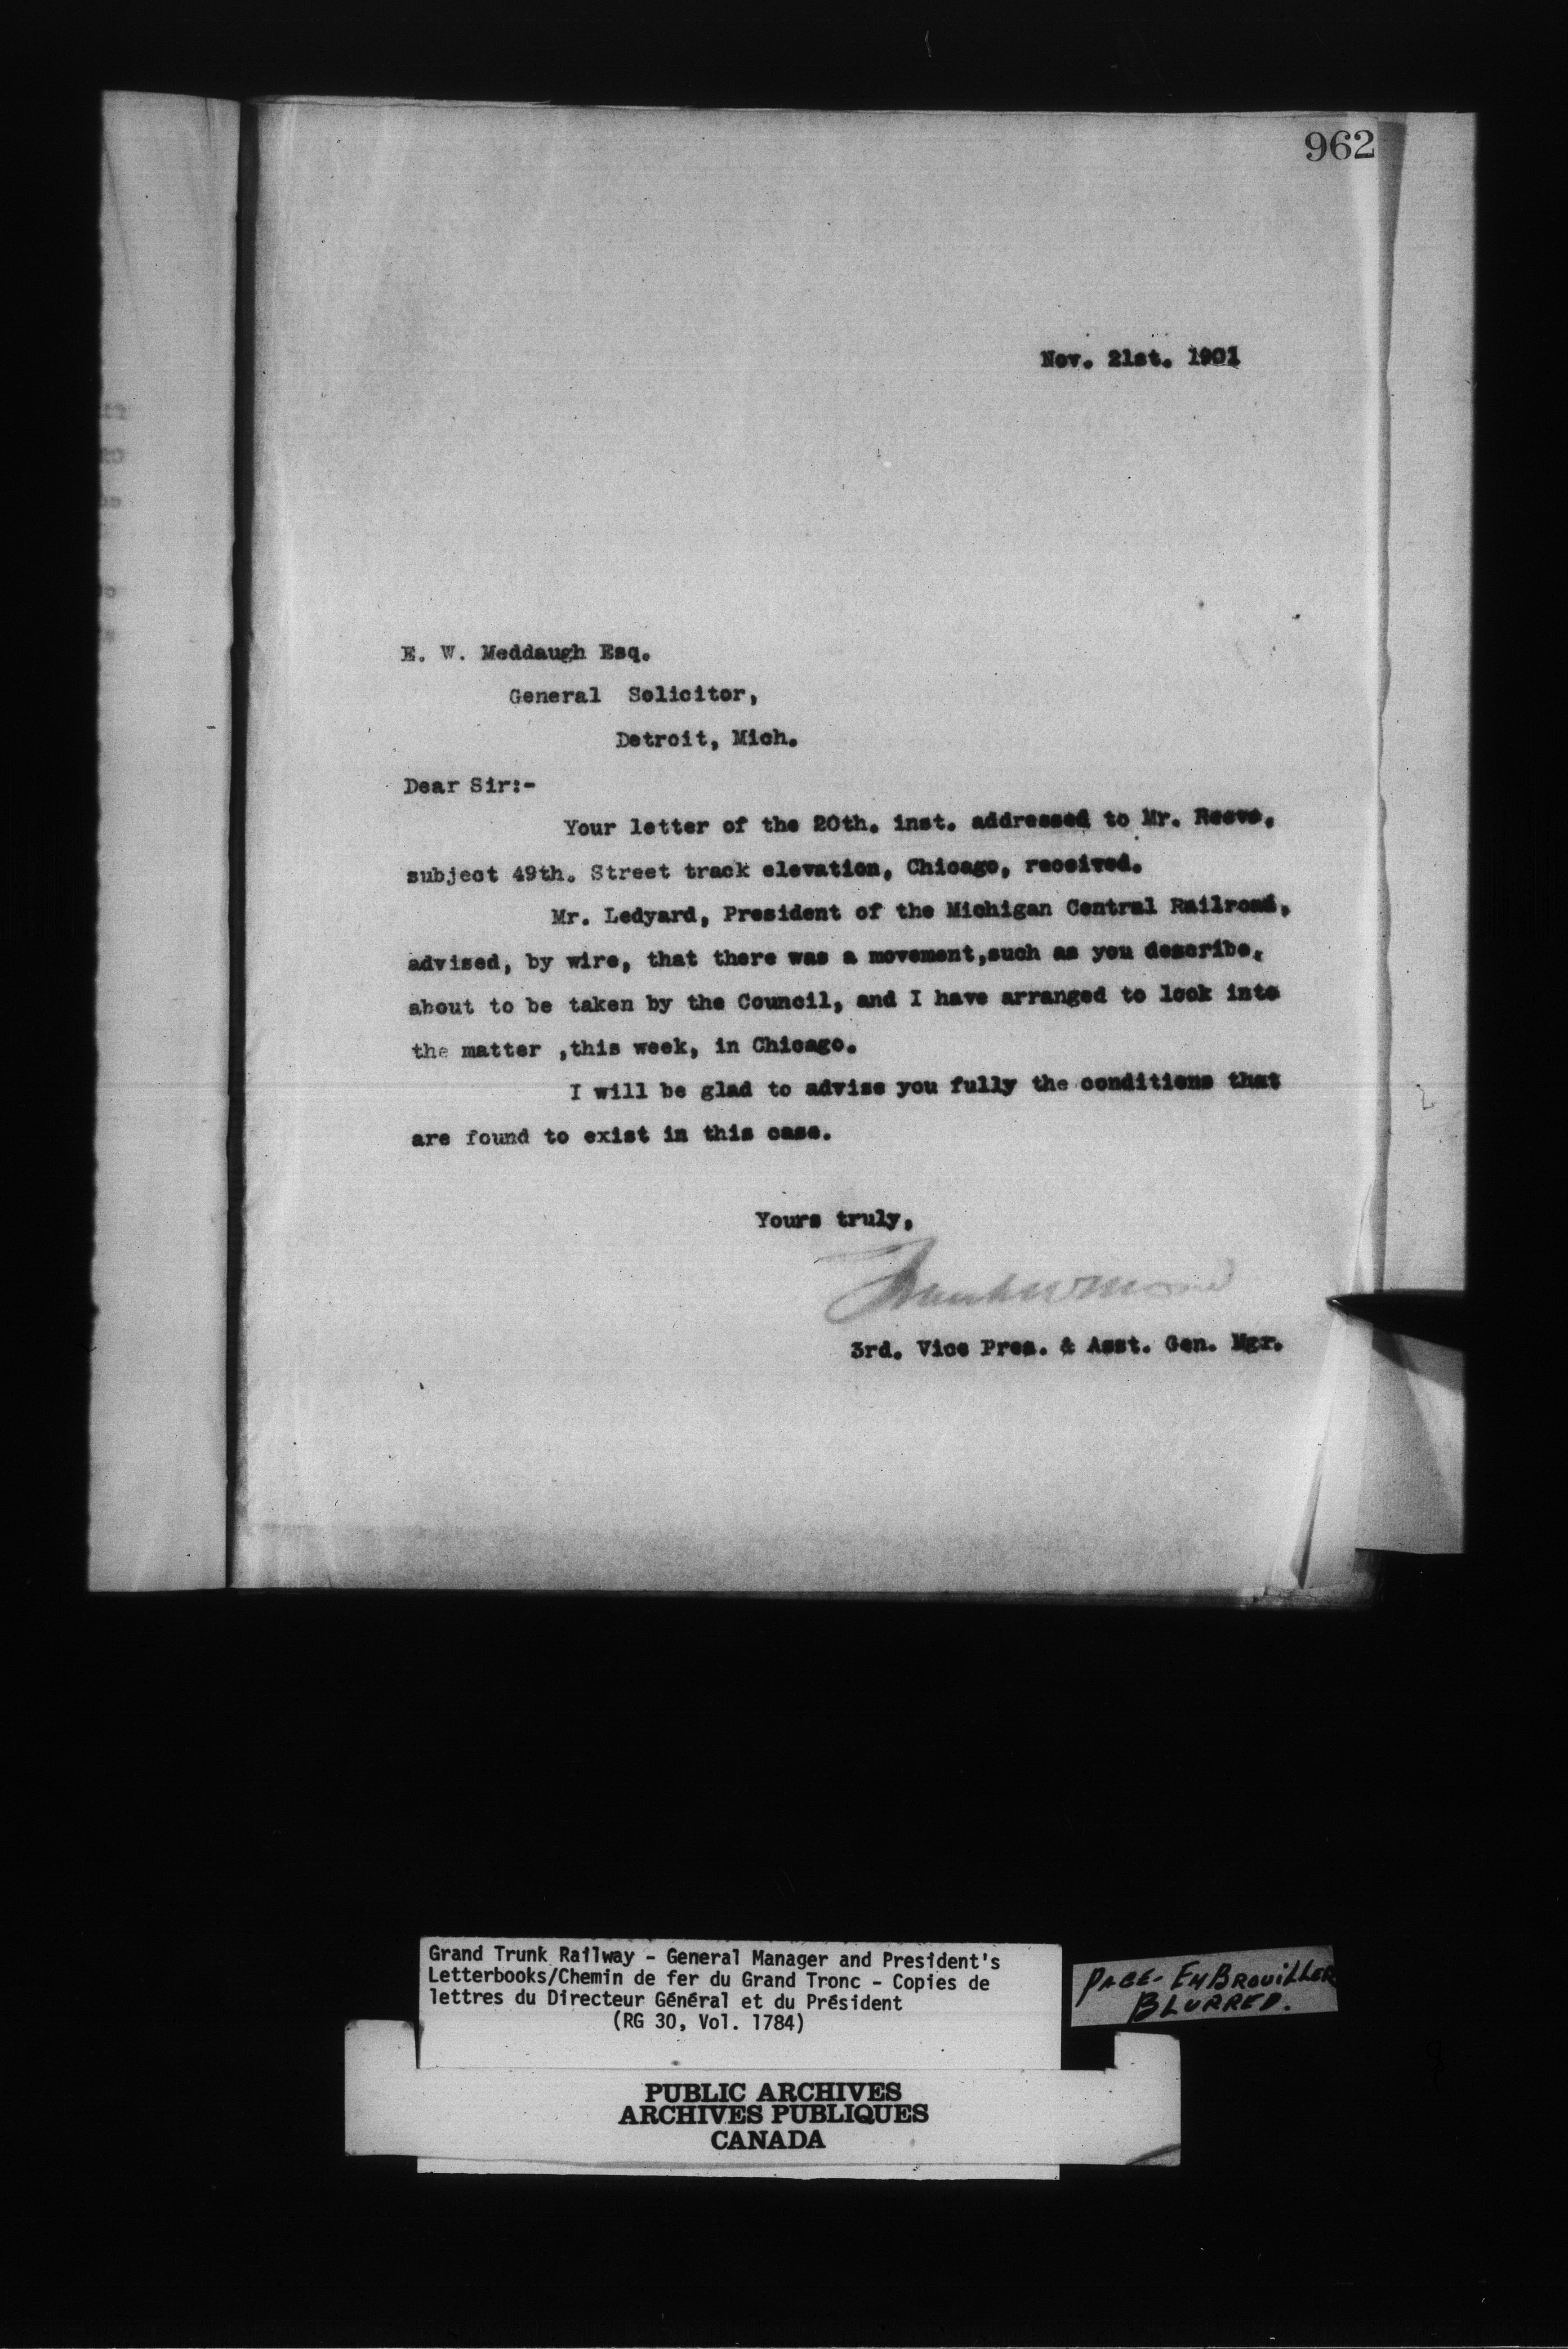 962
Nov. 21st. 1901
E. W. Meddaugh Esq.
General Solicitor,
Detroit, Mich.
Dear Sir:-
Your letter of the 20th. inst. addressed to Mr. Reeve,
subject 49th. Street track elevation, Chicago, received.
Mr. Ledyard, President of the Michigan Central Railroad,
advised, by wire, that there was a movement,such as you describe,
about to be taken by the Council, and I have arranged to look into
the matter ,this week, in Chicago.
I will be glad to advise you fully the conditions that
are found to exist in this case.
Yours truly,
3rd. Vice Pres. & Asst. Gen. Mgr.
Grand Trunk Railway - General Manager and President's
Letterbooks/Chemin de fer du Grand Tronc - Copies de
lettres du Directeur Général et du Président
(RG 30, Vol. 1784)
PAGE- EMBROUILLER
BLURRED.
PUBLIC ARCHIVES
ARCHIVES PUBLIQUES
CANADA